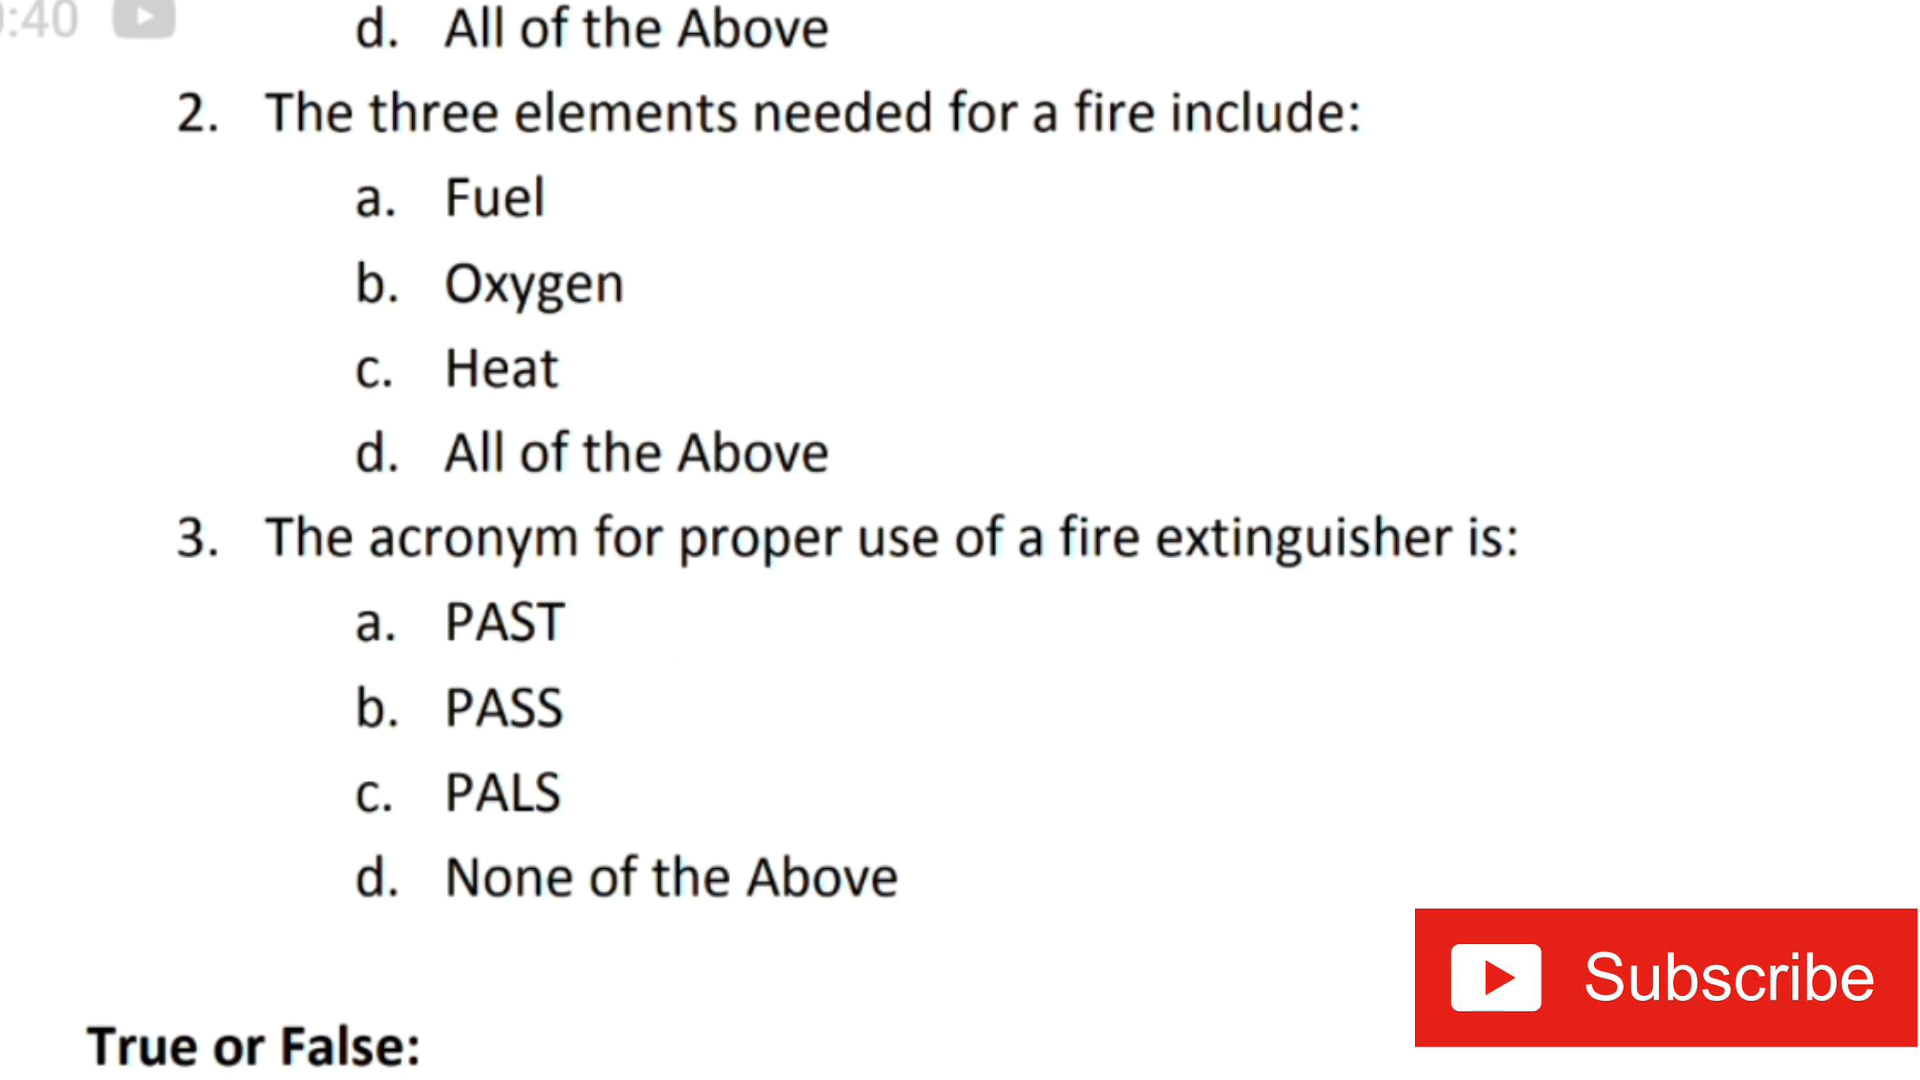 :40
d. All of the Above
2. The three elements needed for a fire include:
a. Fuel
b. Oxygen
c. Heat
d. All of the Above
3. The acronym for proper use of a fire extinguisher is:
a. PAST
b. PASS
c. PALS
d. None of the Above
Subscribe
True or False: